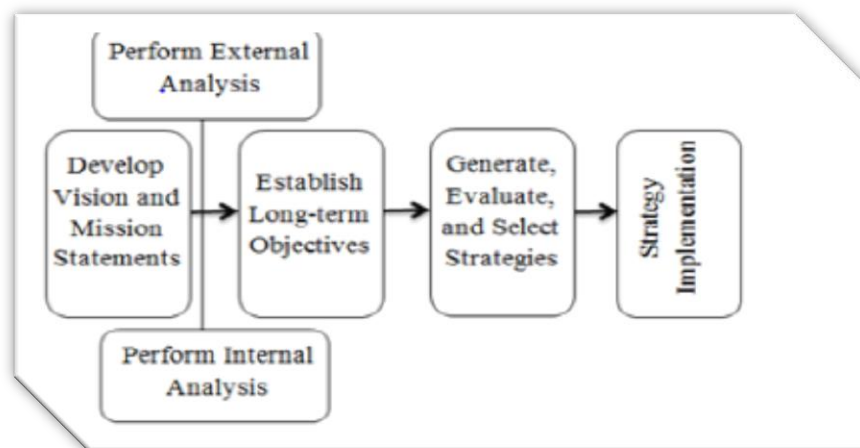 Perform External
Analysis
Develop
Vision and
Mission
Statements
Establish
Long-term
Objectives
Generate,
Evaluate,
and Select
Strategies
Strategy
Implementation
Perform Internal
Analysis